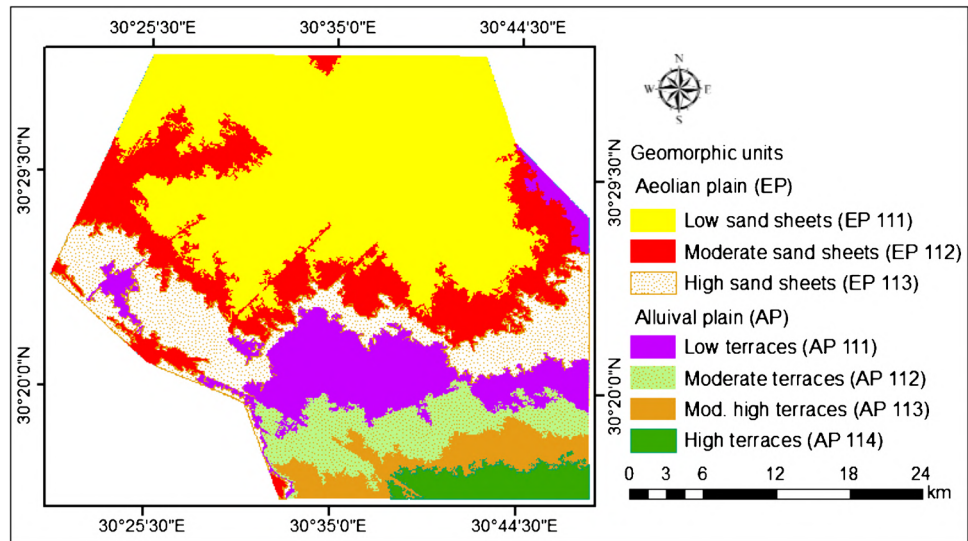 30°25'30"E 30°35'0"E 30°44'30"E
30°29'30"N
30°20'0"N
30°29'30"N
30°20'0"N
30°25'30"E 30°35'0"E 30°44'30"E
N
W E
S
Geomorphic units
Aeolian plain (EP)
Low sand sheets (EP 111)
Moderate sand sheets (EP 112)
High sand sheets (EP 113)
Alluival plain (AP)
Low terraces (AP 111)
Moderate terraces (AP 112)
Mod. high terraces (AP 113)
High terraces (AP 114)
0 3 6 12 18 24
km